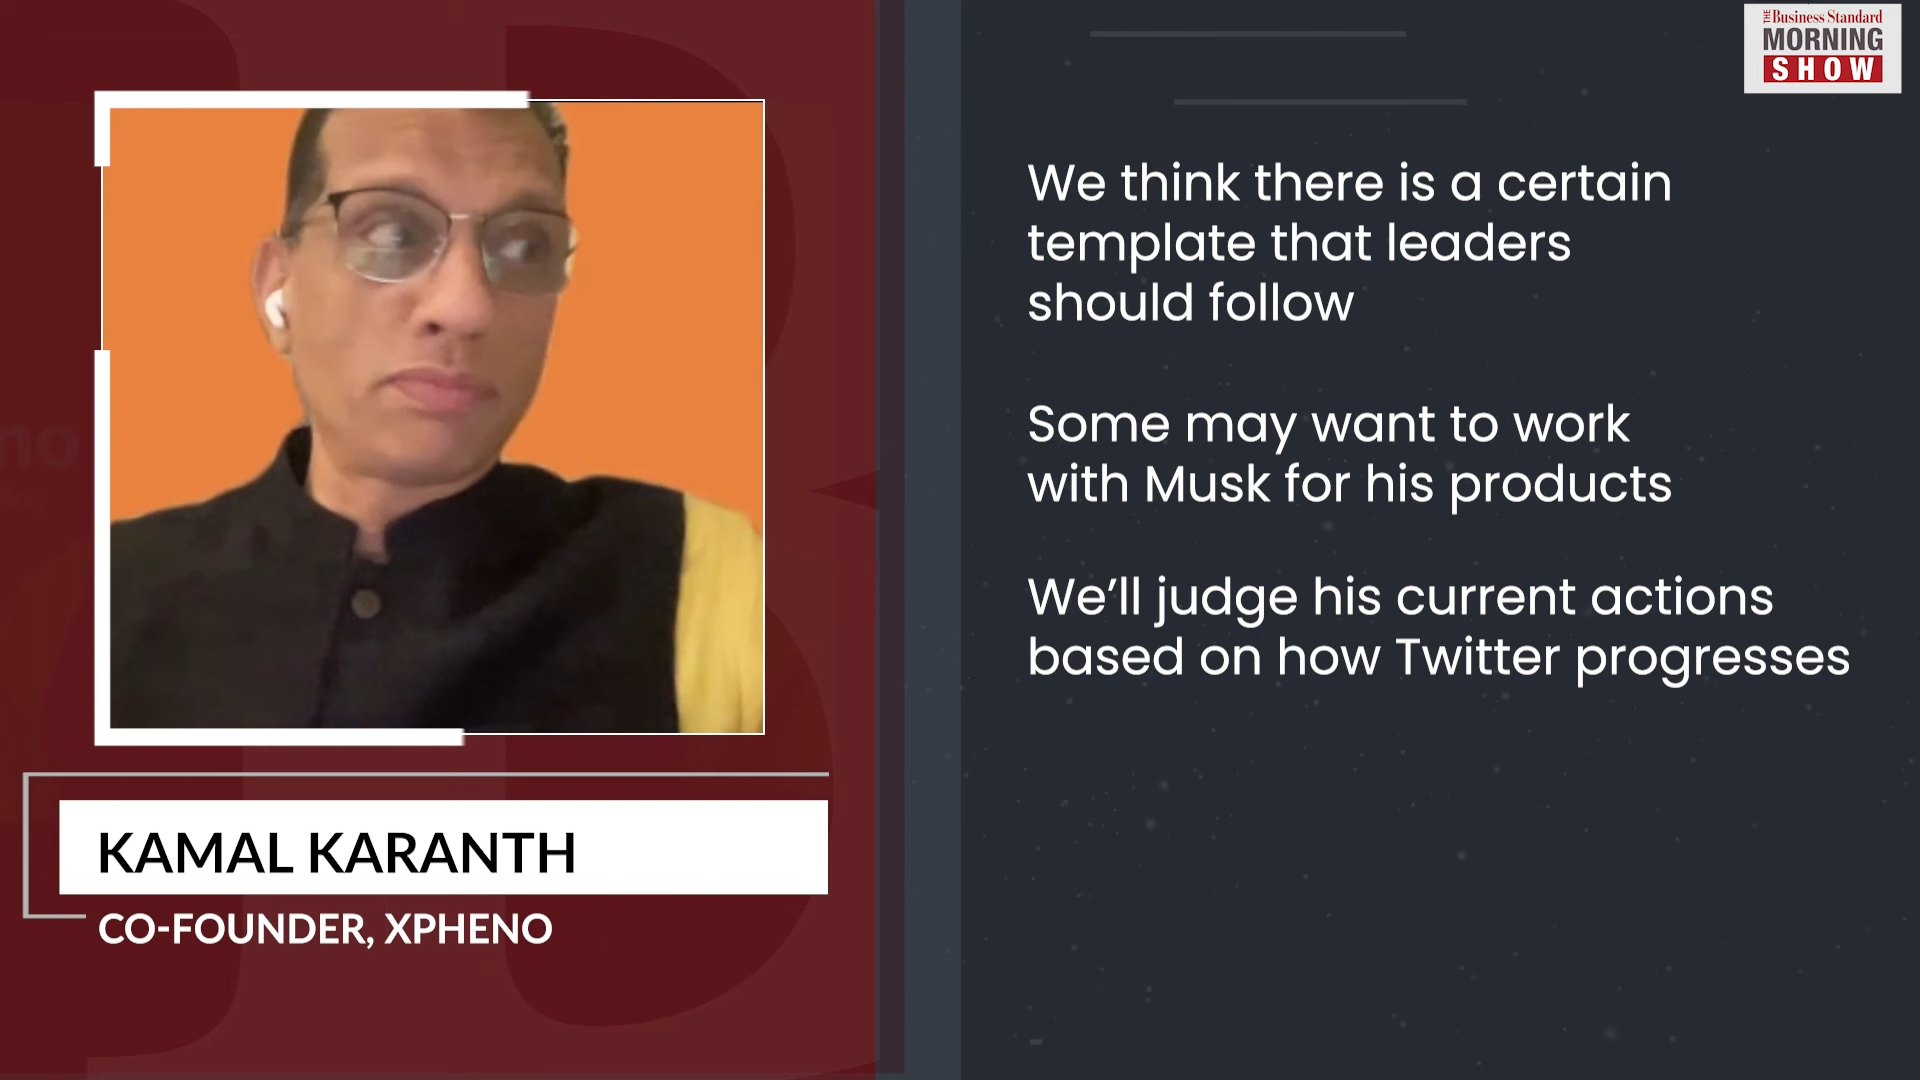 THE Business Standard
MORNING
SHOW
We think there is a certain
template that leaders
should follow
Some may want to work
with Musk for his products
We’ll judge his current actions
based on how Twitter progresses
KAMAL KARANTH
CO-FOUNDER, XPHENO